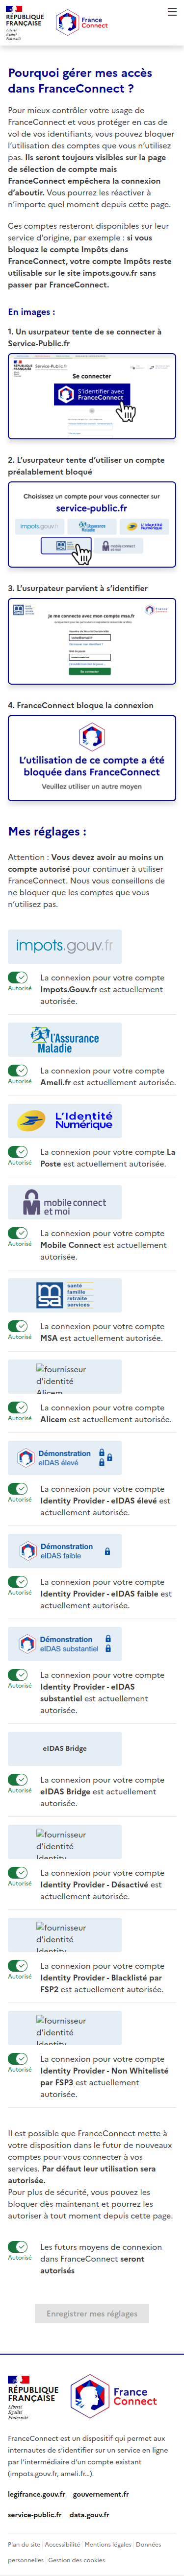 RÉPUBLIQUE
FRANÇAISE
Liberté
Égalité
Fraternité
France
Connect
Pourquoi gérer mes accès
dans FranceConnect ?
Pour mieux contrôler votre usage de
FranceConnect et vous protéger en cas de
vol de vos identifiants, vous pouvez bloquer
l’utilisation des comptes que vous n’utilisez
pas. Ils seront toujours visibles sur la page
de sélection de compte mais
FranceConnect empêchera la connexion
d’aboutir. Vous pourrez les réactiver à
n’importe quel moment depuis cette page.
Ces comptes resteront disponibles sur leur
service d’origine, par exemple : si vous
bloquez le compte Impôts dans
FranceConnect, votre compte Impôts reste
utilisable sur le site impots.gouv.fr sans
passer par FranceConnect.
En images :
1. Un usurpateur tente de se connecter à
Service-Public.fr
Service-Public.fr
Se connecter
S’identifier avec
FranceConnect
2. L’usurpateur tente d’utiliser un compte
préalablement bloqué
Choisissez un compte pour vous connecter sur
service-public.fr
impots.gouv.fr
l’Assurance
Maladie
L’Identité
Numérique
msa
mobile connect
et moi
3. L’usurpateur parvient à s’identifier
Je me connecte avec mon compte msa.fr
4. FranceConnect bloque la connexion
L’utilisation de ce compte a été
bloquée dans FranceConnect
Veuillez utiliser un autre moyen
Mes réglages :
Attention : Vous devez avoir au moins un
compte autorisé pour continuer à utiliser
FranceConnect. Nous vous conseillons de
ne bloquer que les comptes que vous
n’utilisez pas.
impots.gouv.fr
La connexion pour votre compte
Impots.Gouv.fr est actuellement
autorisée.
Autorisé
l’Assurance
Maladie
La connexion pour votre compte
Ameli.fr est actuellement autorisée.
Autorisé
L’Identité
Numérique
La connexion pour votre compte La
Poste est actuellement autorisée.
Autorisé
mobile connect
et moi
La connexion pour votre compte
Mobile Connect est actuellement
autorisée.
Autorisé
msa
santé
famille
retraite
services
La connexion pour votre compte
MSA est actuellement autorisée.
Autorisé
fournisseur
d'identité
Alicem
La connexion pour votre compte
Alicem est actuellement autorisée.
Autorisé
Démonstration
eIDAS élevé
La connexion pour votre compte
Identity Provider - eIDAS élevé est
actuellement autorisée.
Autorisé
Démonstration
eIDAS faible
La connexion pour votre compte
Identity Provider - eIDAS faible est
actuellement autorisée.
Autorisé
Démonstration
eIDAS substantiel
La connexion pour votre compte
Identity Provider - eIDAS
substantiel est actuellement
autorisée.
Autorisé
eIDAS Bridge
La connexion pour votre compte
eIDAS Bridge est actuellement
autorisée.
Autorisé
fournisseur
d'identité
Identity
La connexion pour votre compte
Identity Provider - Désactivé est
actuellement autorisée.
Autorisé
fournisseur
d'identité
Identity
La connexion pour votre compte
Identity Provider - Blacklisté par
FSP2 est actuellement autorisée.
Autorisé
fournisseur
d'identité
Identity
La connexion pour votre compte
Identity Provider - Non Whitelisté
par FSP3 est actuellement
autorisée.
Autorisé
Il est possible que FranceConnect mette à
votre disposition dans le futur de nouveaux
comptes pour vous connecter à vos
services. Par défaut leur utilisation sera
autorisée.
Pour plus de sécurité, vous pouvez les
bloquer dès maintenant et pourrez les
autoriser à tout moment depuis cette page.
Les futurs moyens de connexion
dans FranceConnect seront
autorisés
Autorisé
Enregistrer mes réglages
RÉPUBLIQUE
FRANÇAISE
Liberté
Égalité
Fraternité
France
Connect
FranceConnect est un dispositif qui permet aux
internautes de s’identifier sur un service en ligne
par l’intermédiaire d’un compte existant
(impots.gouv.fr, ameli.fr...).
legifrance.gouv.fr gouvernement.fr
service-public.fr data.gouv.fr
Plan du site Accessibilité Mentions légales Données
personnelles Gestion des cookies